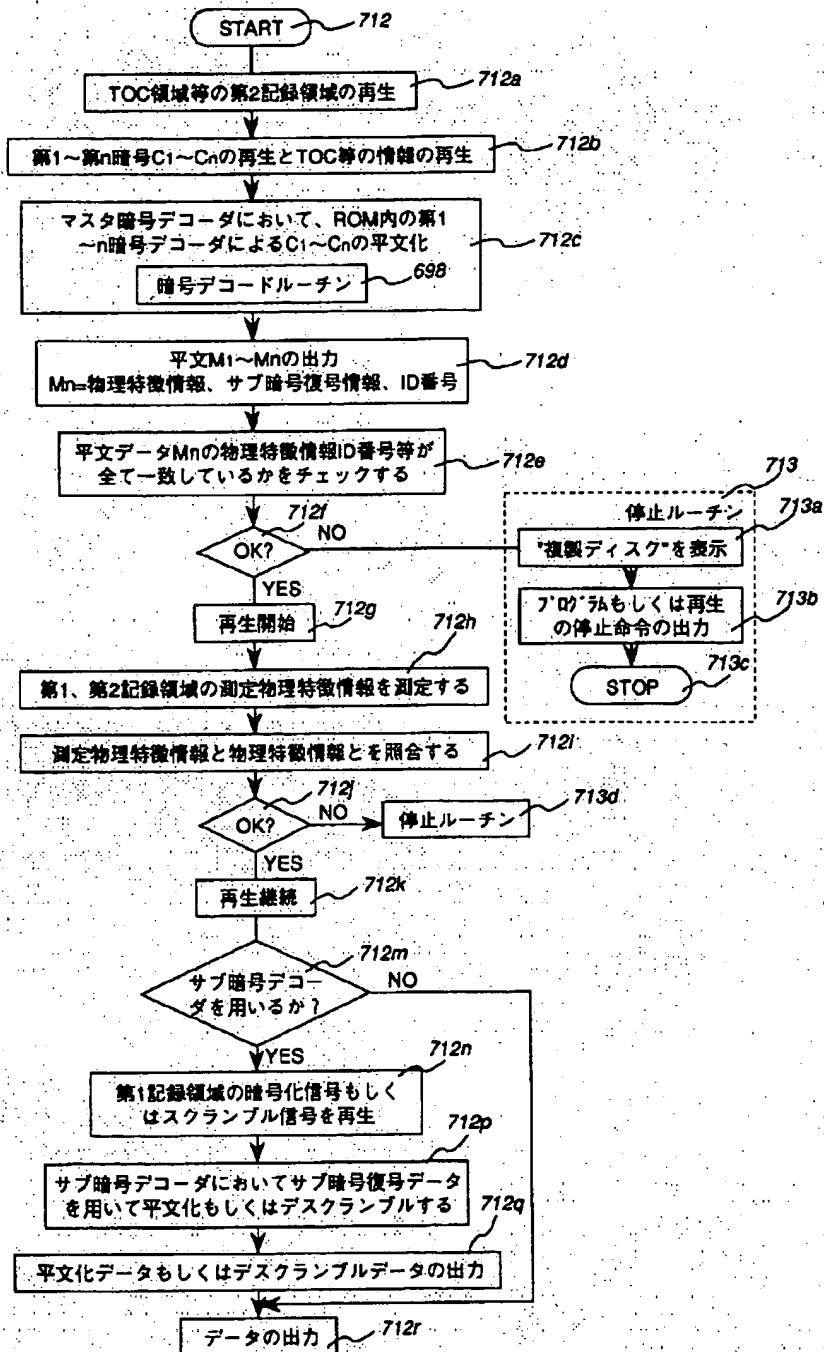 START
712
TOC領域等の第2記録領域の再生
712a
第1～第n暗号C1～Cnの再生とTOC等の情報の再生
712b
マスタ暗号デコーダにおいて、ROM内の第1
～n暗号デコーダによるC1～Cnの平文化
712c
暗号デコードルーチン
698
平文M1～Mnの出力
Mn=物理特徴情報、サブ暗号復号情報、ID番号
712d
平文データMnの物理特徴情報ID番号等が
全て一致しているかをチェックする
712e
712f
OK?
NO
YES
713
停止ルーチン
713a
"複製ディスク"を表示
プログラムもしくは再生
の停止命令の出力
713b
STOP
713c
再生開始
712g
712h
第1、第2記録領域の測定物理特徴情報を測定する
測定物理特徴情報と物理特徴情報とを照合する
712i
712j
OK?
NO
停止ルーチン
713d
YES
再生継続
712k
712m
サブ暗号デコー
ダを用いるか?
NO
YES
712n
第1記録領域の暗号化信号もしく
はスクランブル信号を再生
712p
サブ暗号デコーダにおいてサブ暗号復号データ
を用いて平文化もしくはデスクランブルする
712q
平文化データもしくはデスクランブルデータの出力
データの出力
712r